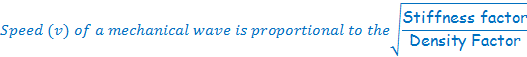 Speed (v) of a mechanical wave is proportional to the √(Stiffness factor / Density Factor)